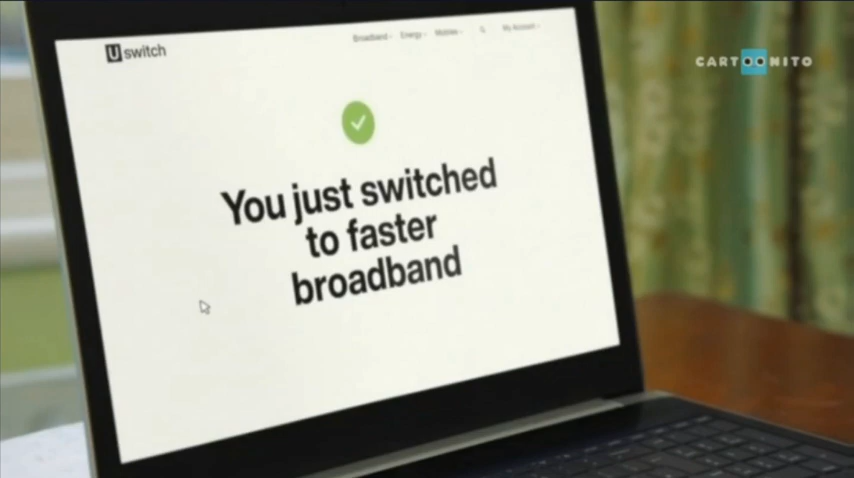 Uswitch
Broadband Energy Mobiles My Account
CARTOONITO
You just switched
to faster
broadband